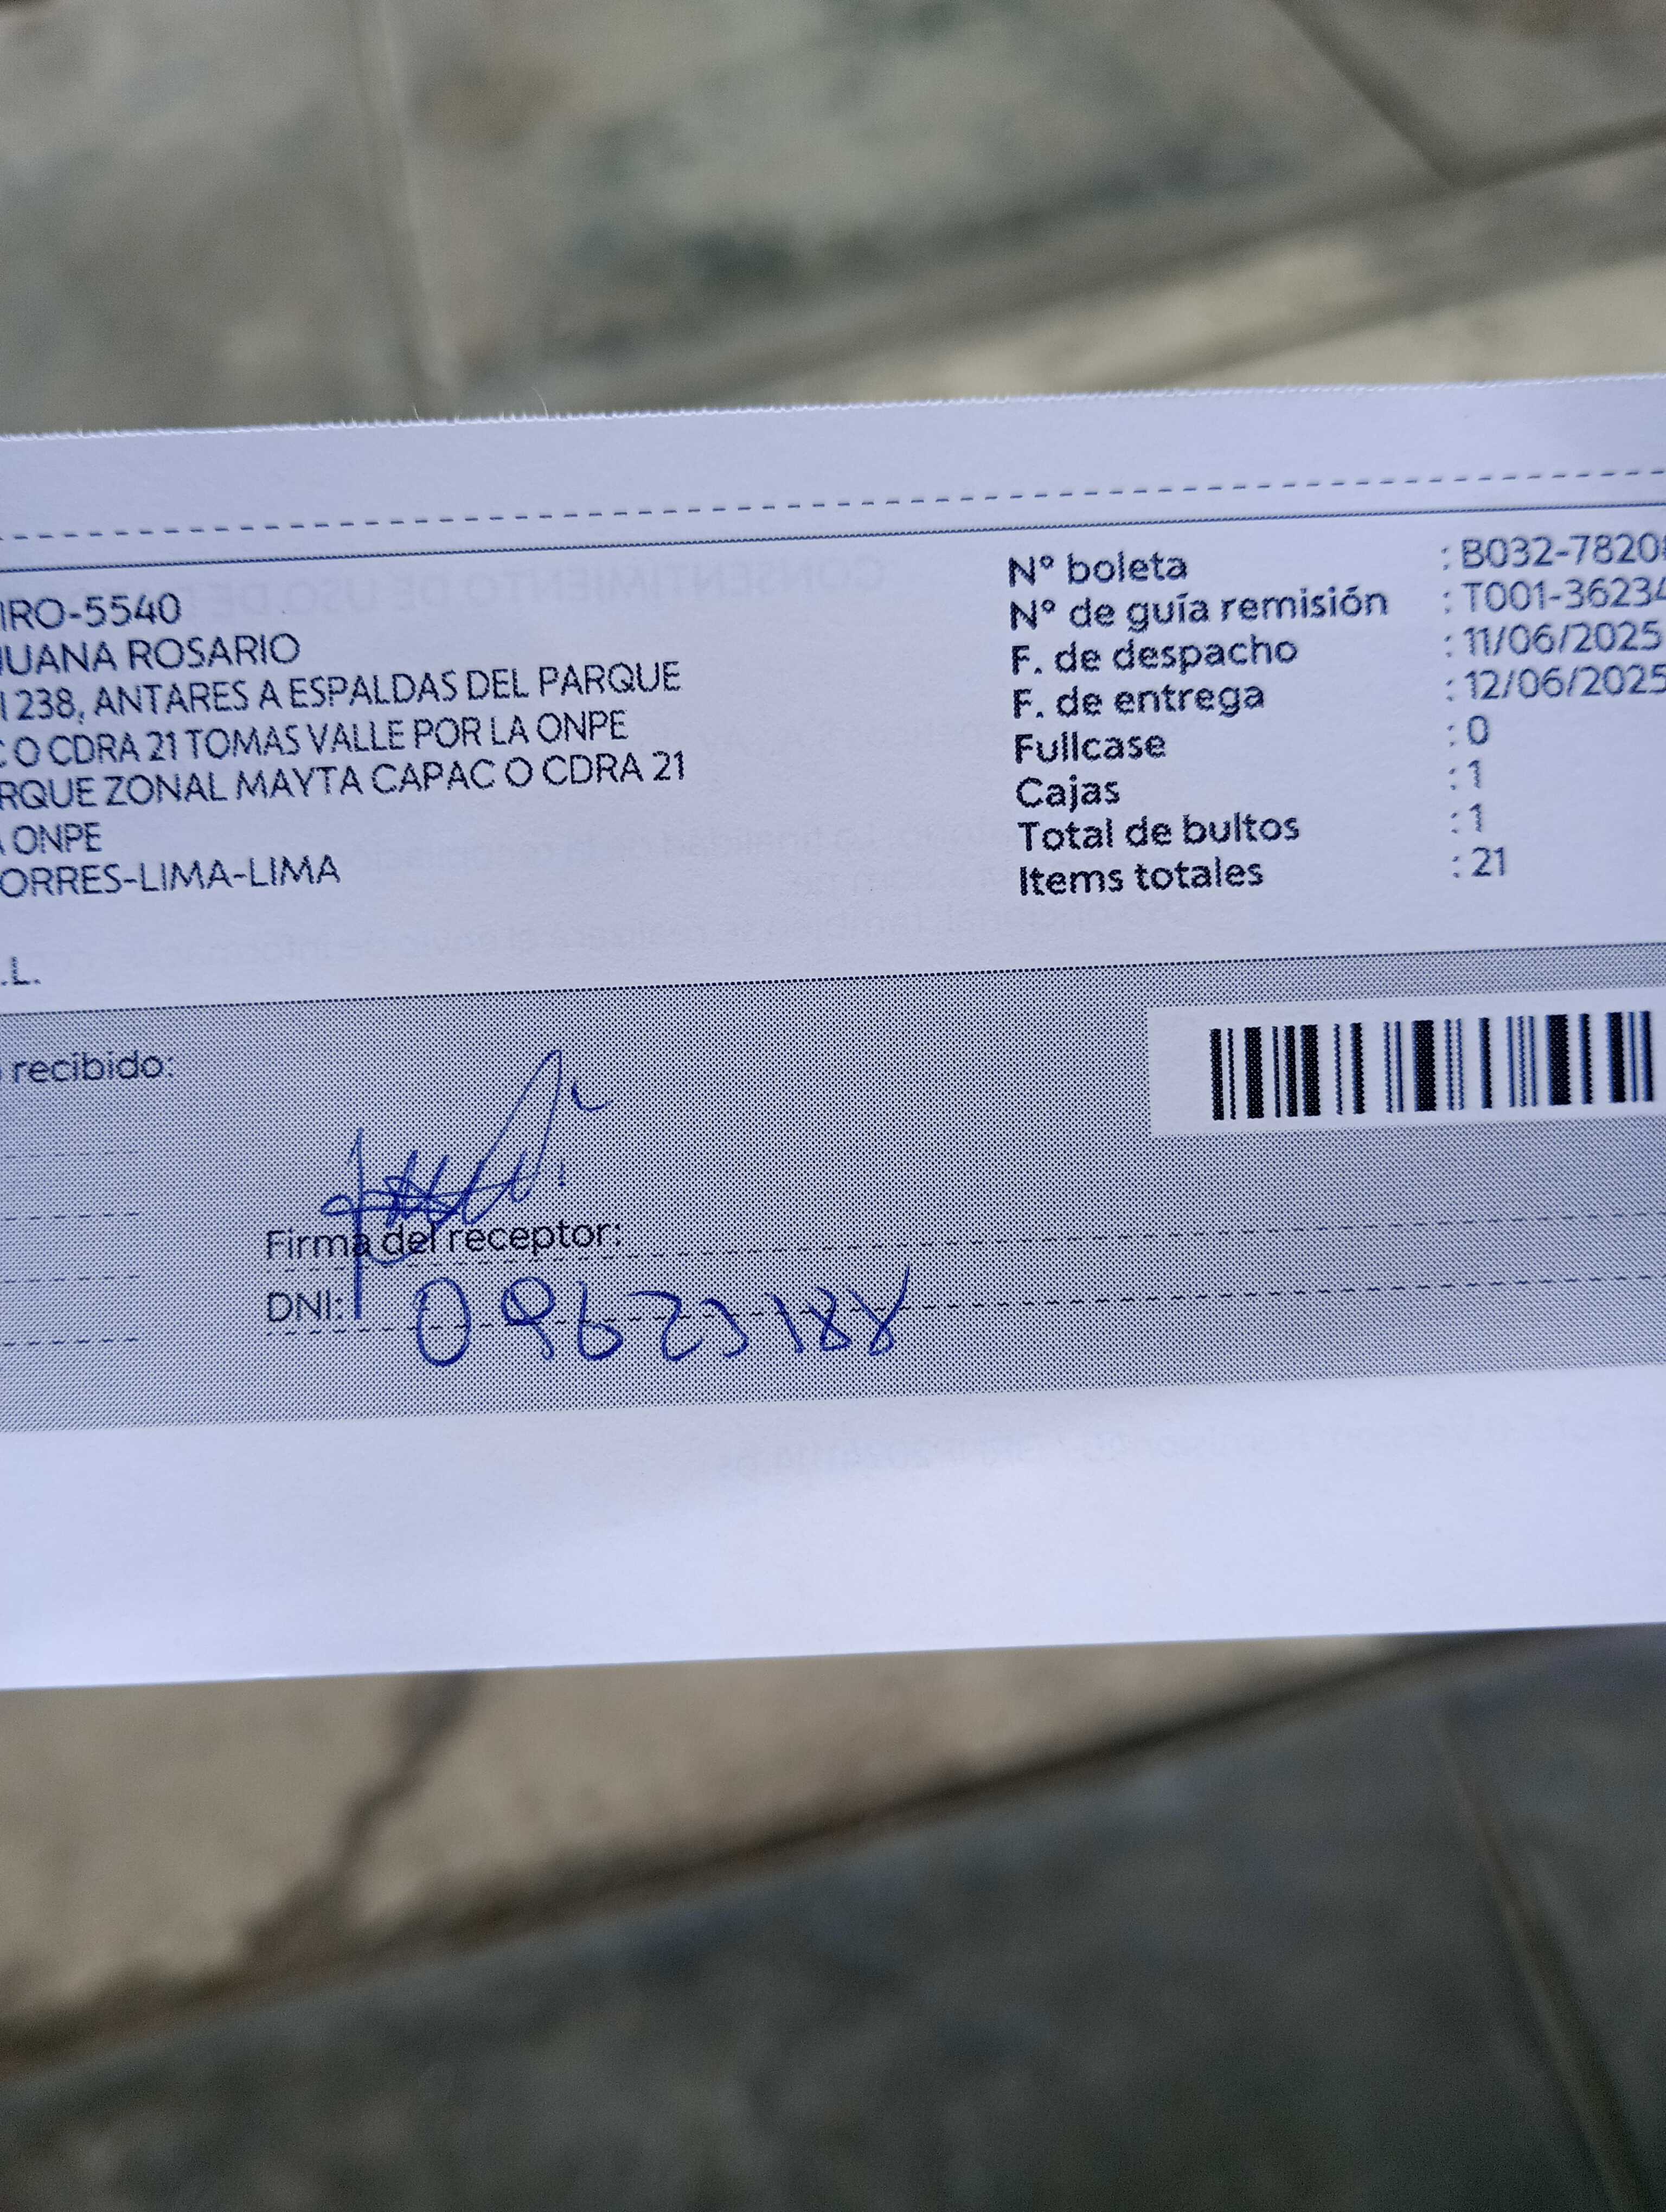 IRO-5540
JUANA ROSARIO
I 238, ANTARES A ESPALDAS DEL PARQUE
C O CDRA 21 TOMAS VALLE POR LA ONPE
RQUE ZONAL MAYTA CAPAC O CDRA 21
ONPE
ORRES-LIMA-LIMA
.L.
Nº boleta : B032-7820
Nº de guía remisión : T001-36234
F. de despacho : 11/06/2025
F. de entrega : 12/06/2025
Fullcase : 0
Cajas : 1
Total de bultos : 1
Items totales : 21
recibido:
Firma del receptor:
DNI: 09625188